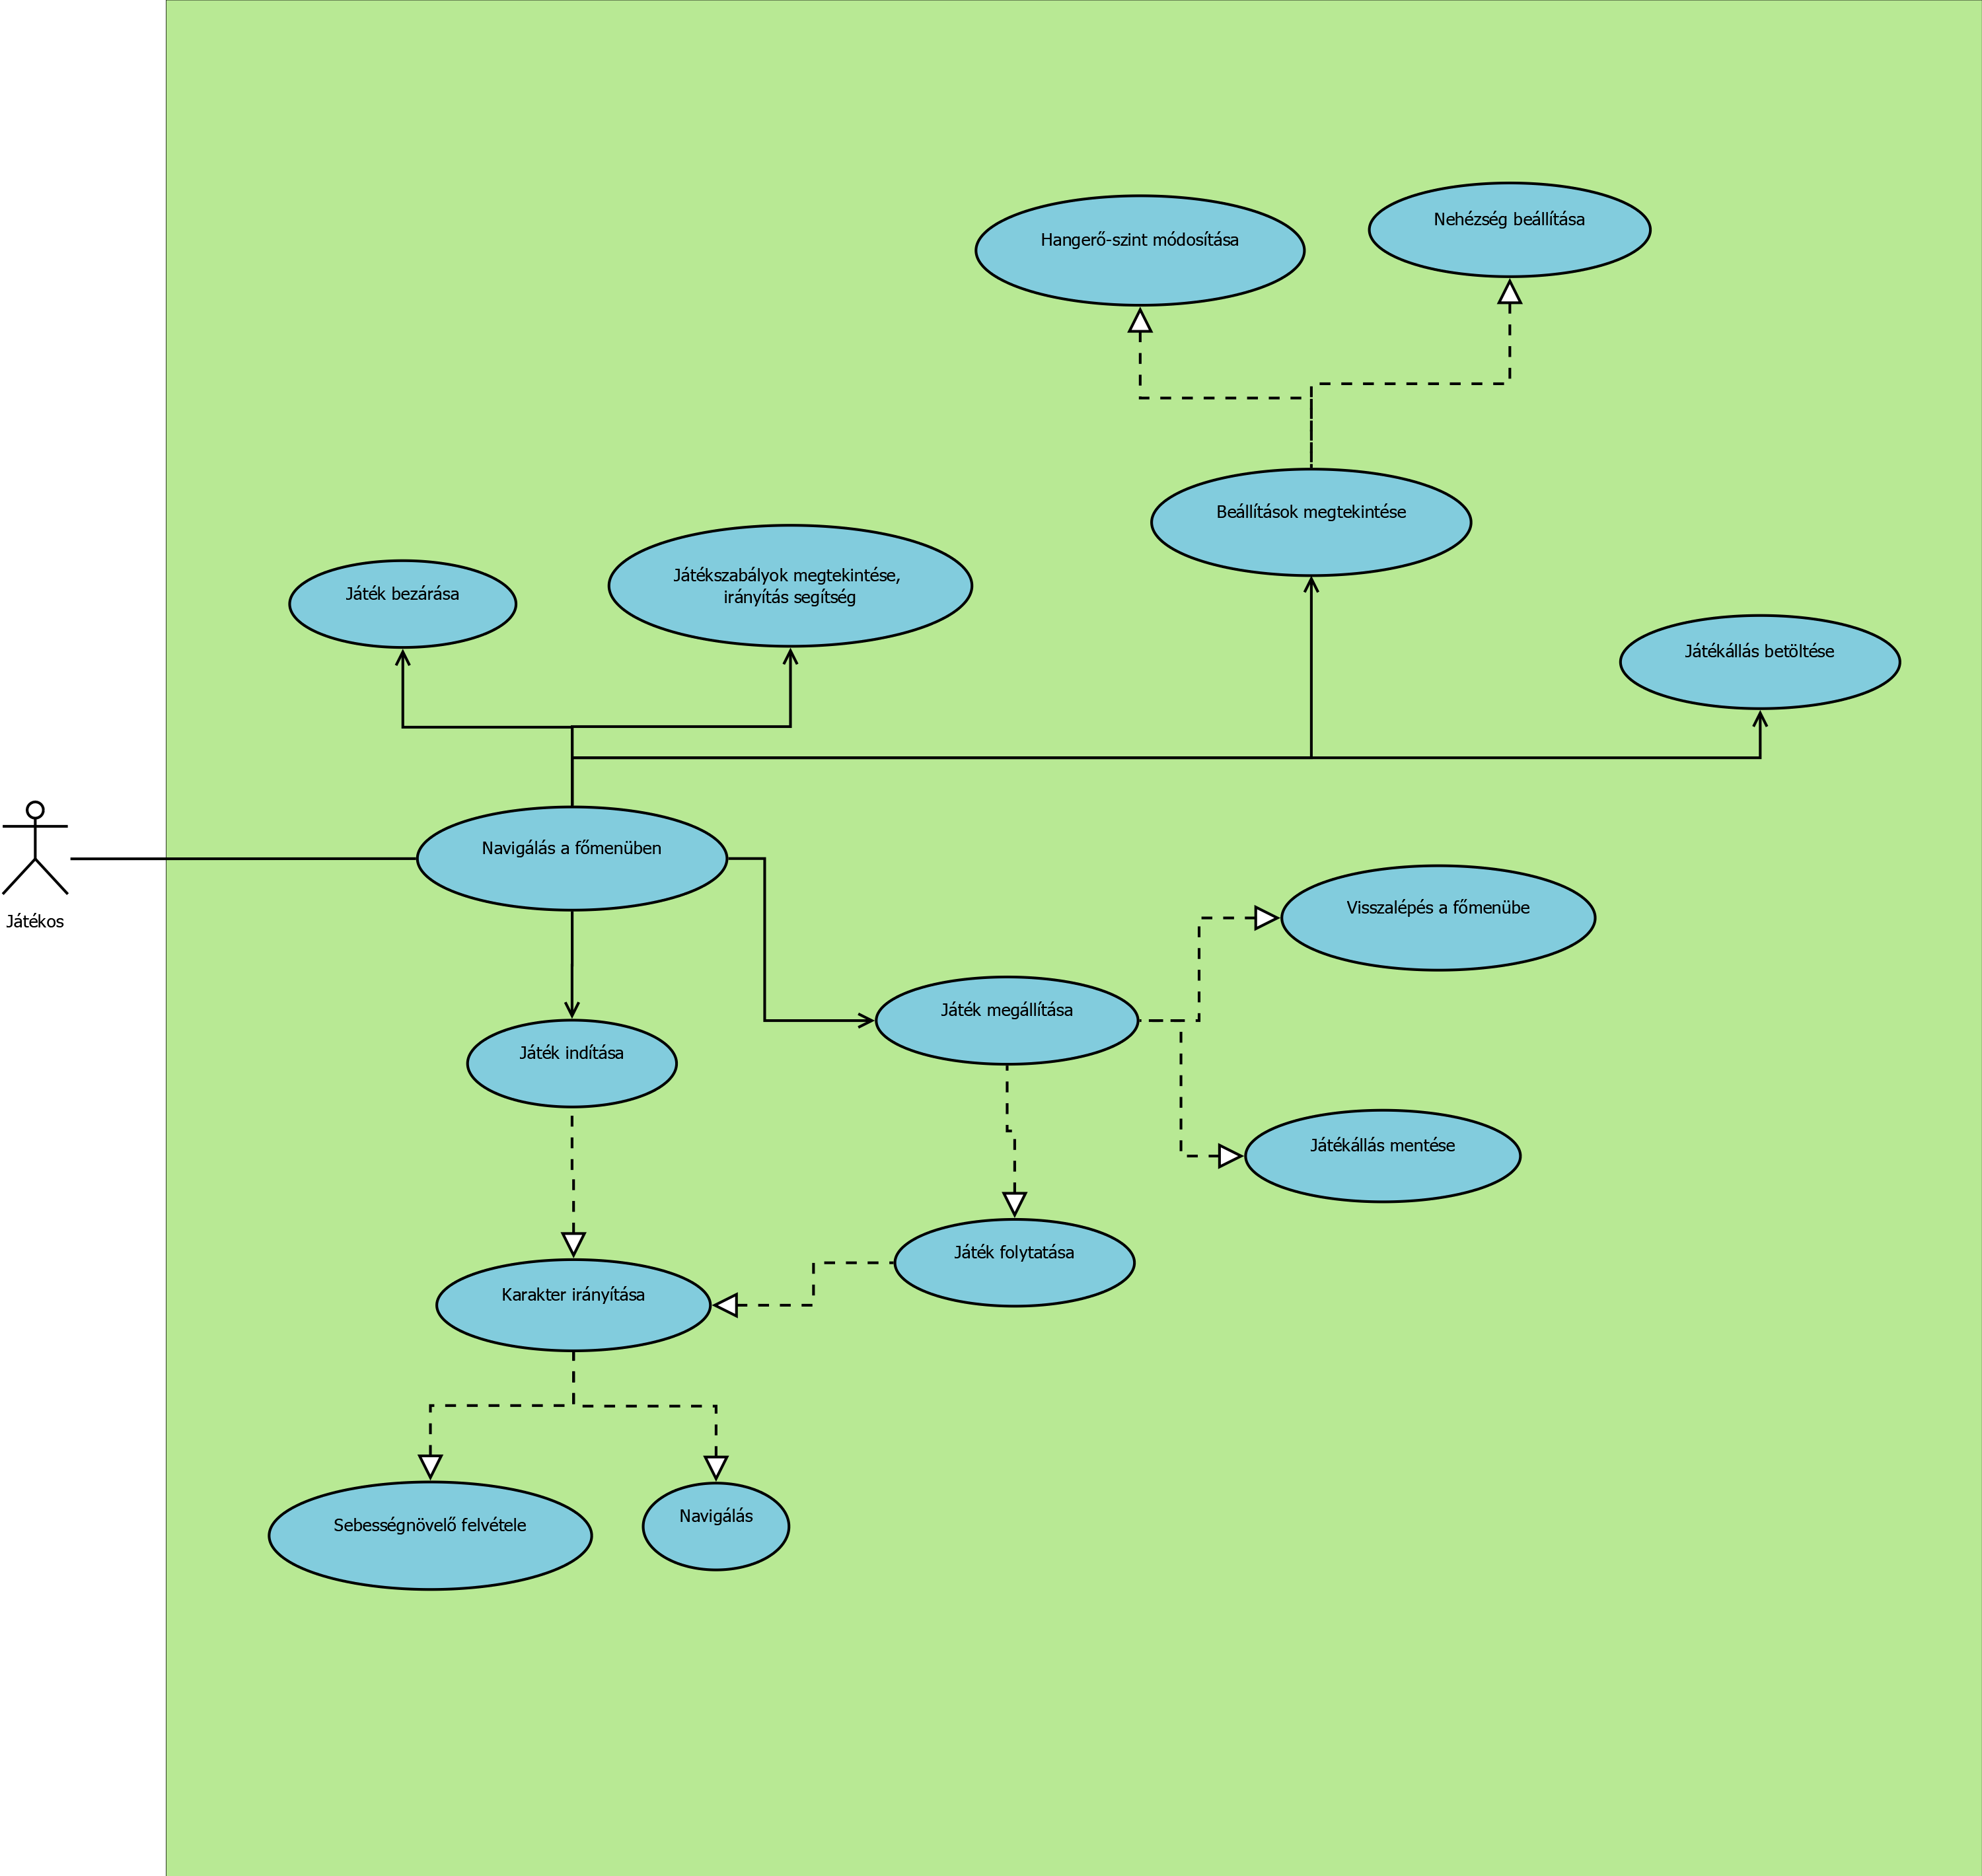 Nehézség beállítása
Hangerő-szint módosítása
Beállítások megtekintése
Játékszabályok megtekintése,
irányítás segítség
Játék bezárása
Játékállás betöltése
Navigálás a főmenüben
Játékos
Visszalépés a főmenübe
Játék megállítása
Játék indítása
Játékállás mentése
Játék folytatása
Karakter irányítása
Sebességnövelő felvétele
Navigálás